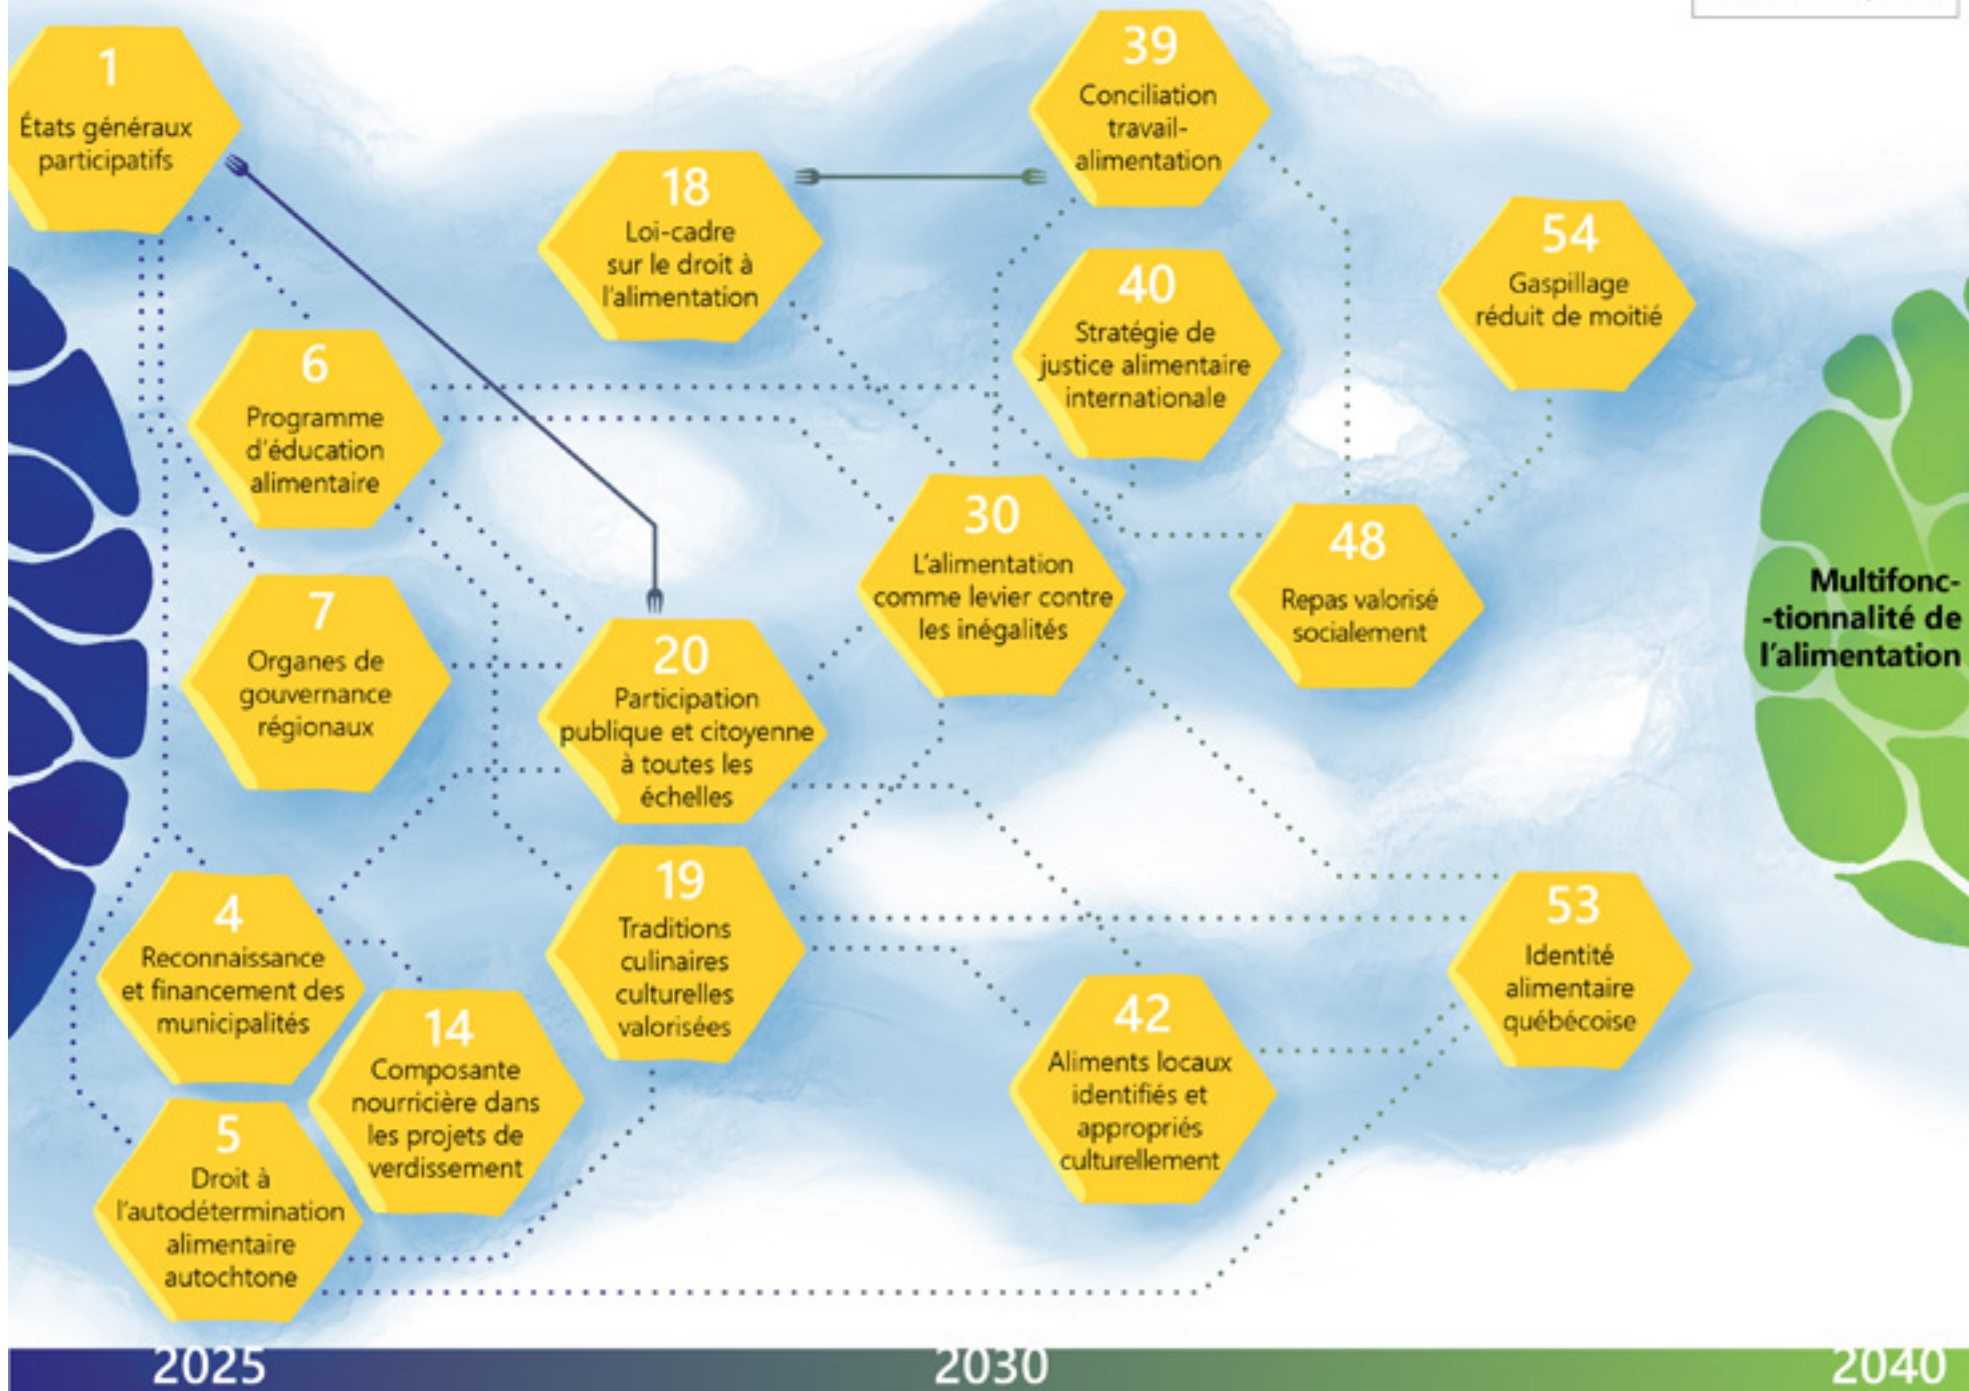 1
États généraux
participatifs
39
Conciliation
travail-
alimentation
18
Loi-cadre
sur le droit à
l'alimentation
54
Gaspillage
réduit de moitié
40
Stratégie de
justice alimentaire
internationale
6
Programme
d'éducation
alimentaire
30
L'alimentation
comme levier contre
les inégalités
48
Repas valorisé
socialement
Multifonc-
-tionnalité de
l'alimentation
7
Organes de
gouvernance
régionaux
20
Participation
publique et citoyenne
à toutes les
échelles
19
Traditions
culinaires
culturelles
valorisées
53
Identité
alimentaire
québécoise
4
Reconnaissance
et financement des
municipalités
14
Composante
nourricière dans
les projets de
verdissement
42
Aliments locaux
identifiés et
appropriés
culturellement
5
Droit à
l'autodétermination
alimentaire
autochtone
2025
2030
2040